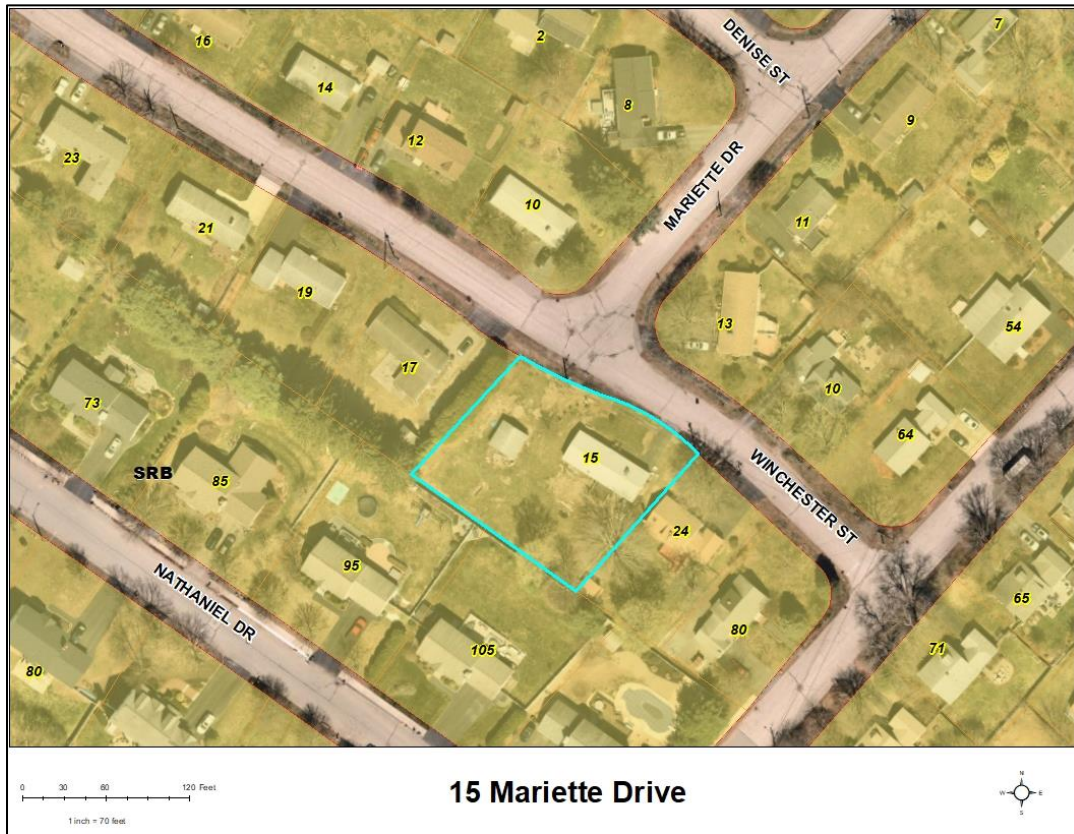 16
2
7
DENISE ST
14
8
9
12
23
MARIETTE DR
10
11
21
19
13
54
17
10
73
64
15
SRB
85
WINCHESTER ST
24
95
NATHANIEL DR
65
80
105
71
80
0 30 60 120 Feet
1 inch = 70 feet
15 Mariette Drive
N
W E
S